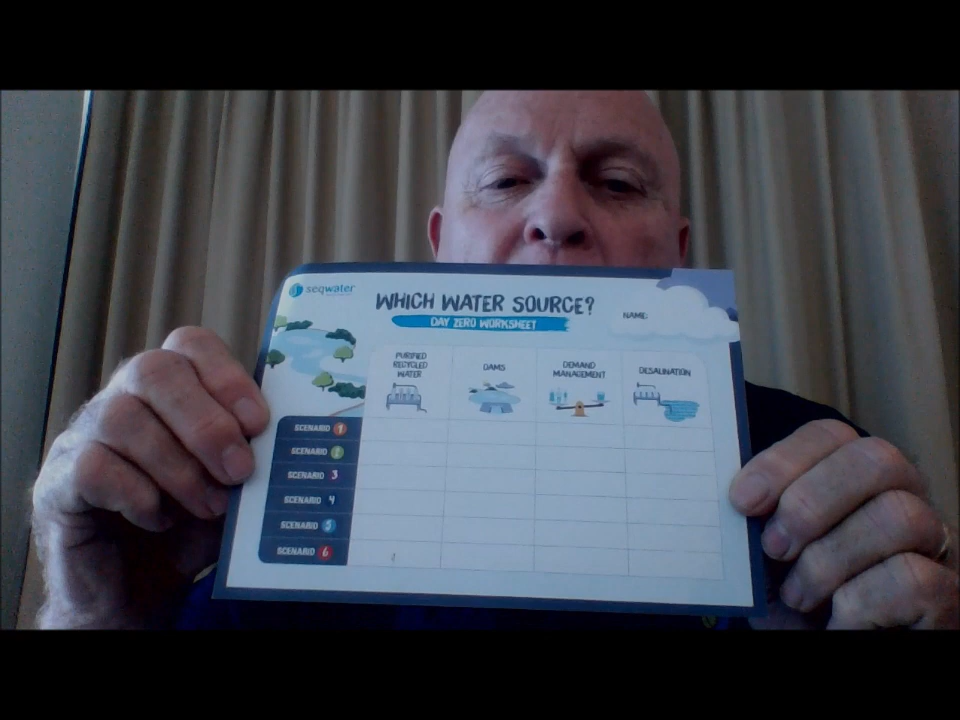 seqwater
WHICH WATER SOURCE?
DAY ZERO WORKSHEET
NAME:
PURIFIED
RECYCLED
WATER
DAMS
DEMAND
MANAGEMENT
DESALINATION
SCENARIO 1
SCENARIO 2
SCENARIO 3
SCENARIO 4
SCENARIO 5
SCENARIO 6